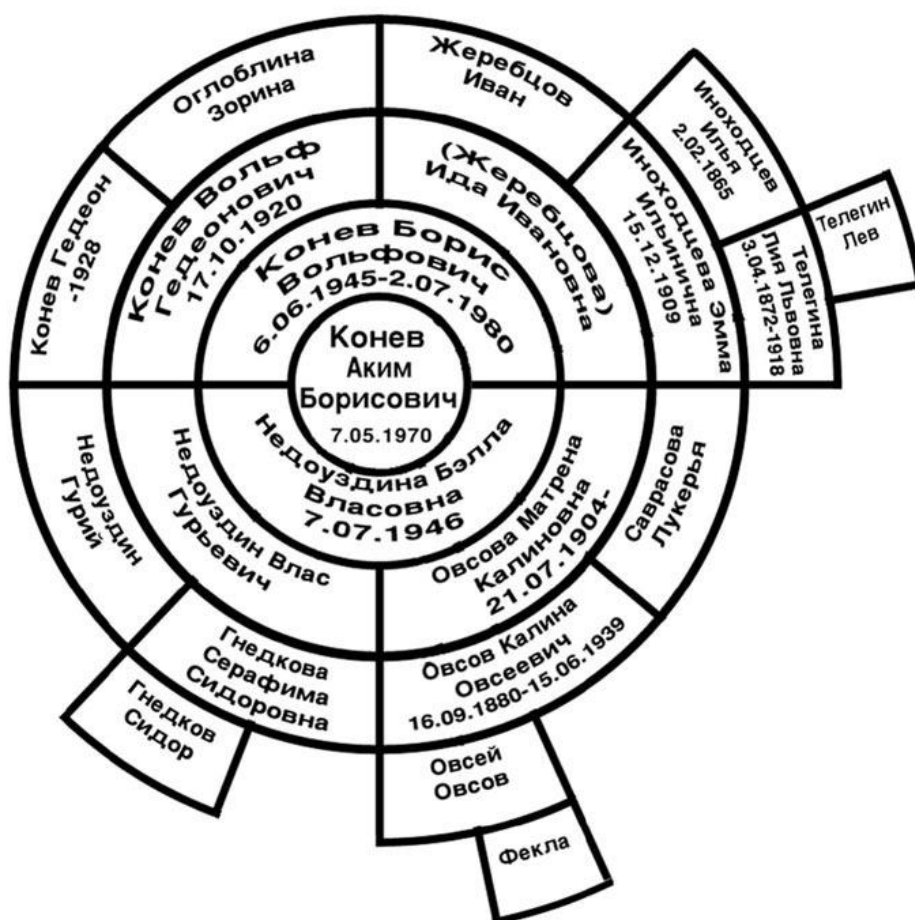 Оглоблина
Зорина
Жеребцов
Иван
Иноходцев
Илья
2.02.1865
Телегин
Лев
Телегина
Лия Львовна
3.04.1872-1918
Конев Гедеон
-1928
Конев Вольф
Гедеонович
17.10.1920
(Жеребцова)
Ида Ивановна
Иноходцева Эмма
Ильинична
15.12.1909
Конев Борис
Вольфович
6.06.1945-2.07.1980
Конев
Аким
Борисович
7.05.1970
Недоуздина Бэлла
Власовна
7.07.1946
Недоуздин
Гурий
Недоуздин Влас
Гурьевич
Овсова Матрена
Калиновна
21.07.1904-
Саврасова
Лукерья
Гнедкова
Серафима
Сидоровна
Овсов Калина
Овсеевич
16.09.1880-15.06.1939
Гнедков
Сидор
Овсей
Овсов
Фекла